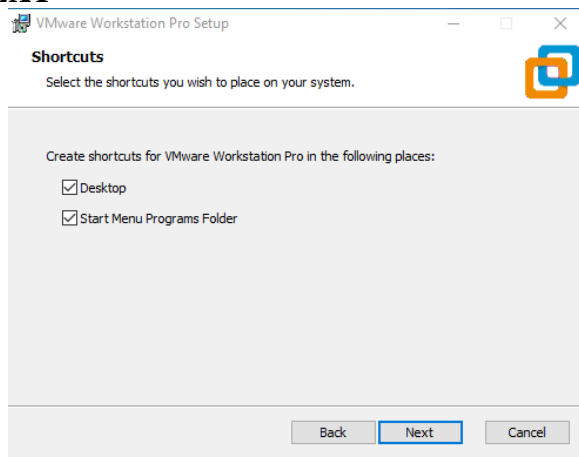 VMware Workstation Pro Setup
Shortcuts
Select the shortcuts you wish to place on your system.
Create shortcuts for VMware Workstation Pro in the following places:
Desktop
Start Menu Programs Folder
Back Next Cancel